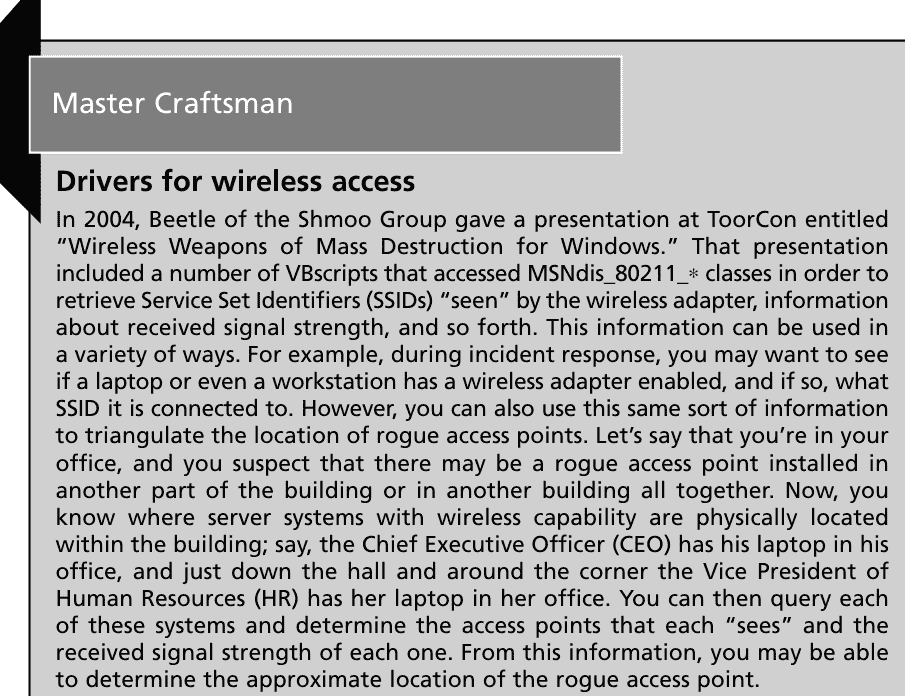 Master Craftsman
Drivers for wireless access
In 2004, Beetle of the Shmoo Group gave a presentation at ToorCon entitled
“Wireless Weapons of Mass Destruction for Windows.” That presentation
included a number of VBscripts that accessed MSNdis_80211_* classes in order to
retrieve Service Set Identifiers (SSIDs) “seen” by the wireless adapter, information
about received signal strength, and so forth. This information can be used in
a variety of ways. For example, during incident response, you may want to see
if a laptop or even a workstation has a wireless adapter enabled, and if so, what
SSID it is connected to. However, you can also use this same sort of information
to triangulate the location of rogue access points. Let’s say that you’re in your
office, and you suspect that there may be a rogue access point installed in
another part of the building or in another building all together. Now, you
know where server systems with wireless capability are physically located
within the building; say, the Chief Executive Officer (CEO) has his laptop in his
office, and just down the hall and around the corner the Vice President of
Human Resources (HR) has her laptop in her office. You can then query each
of these systems and determine the access points that each “sees” and the
received signal strength of each one. From this information, you may be able
to determine the approximate location of the rogue access point.